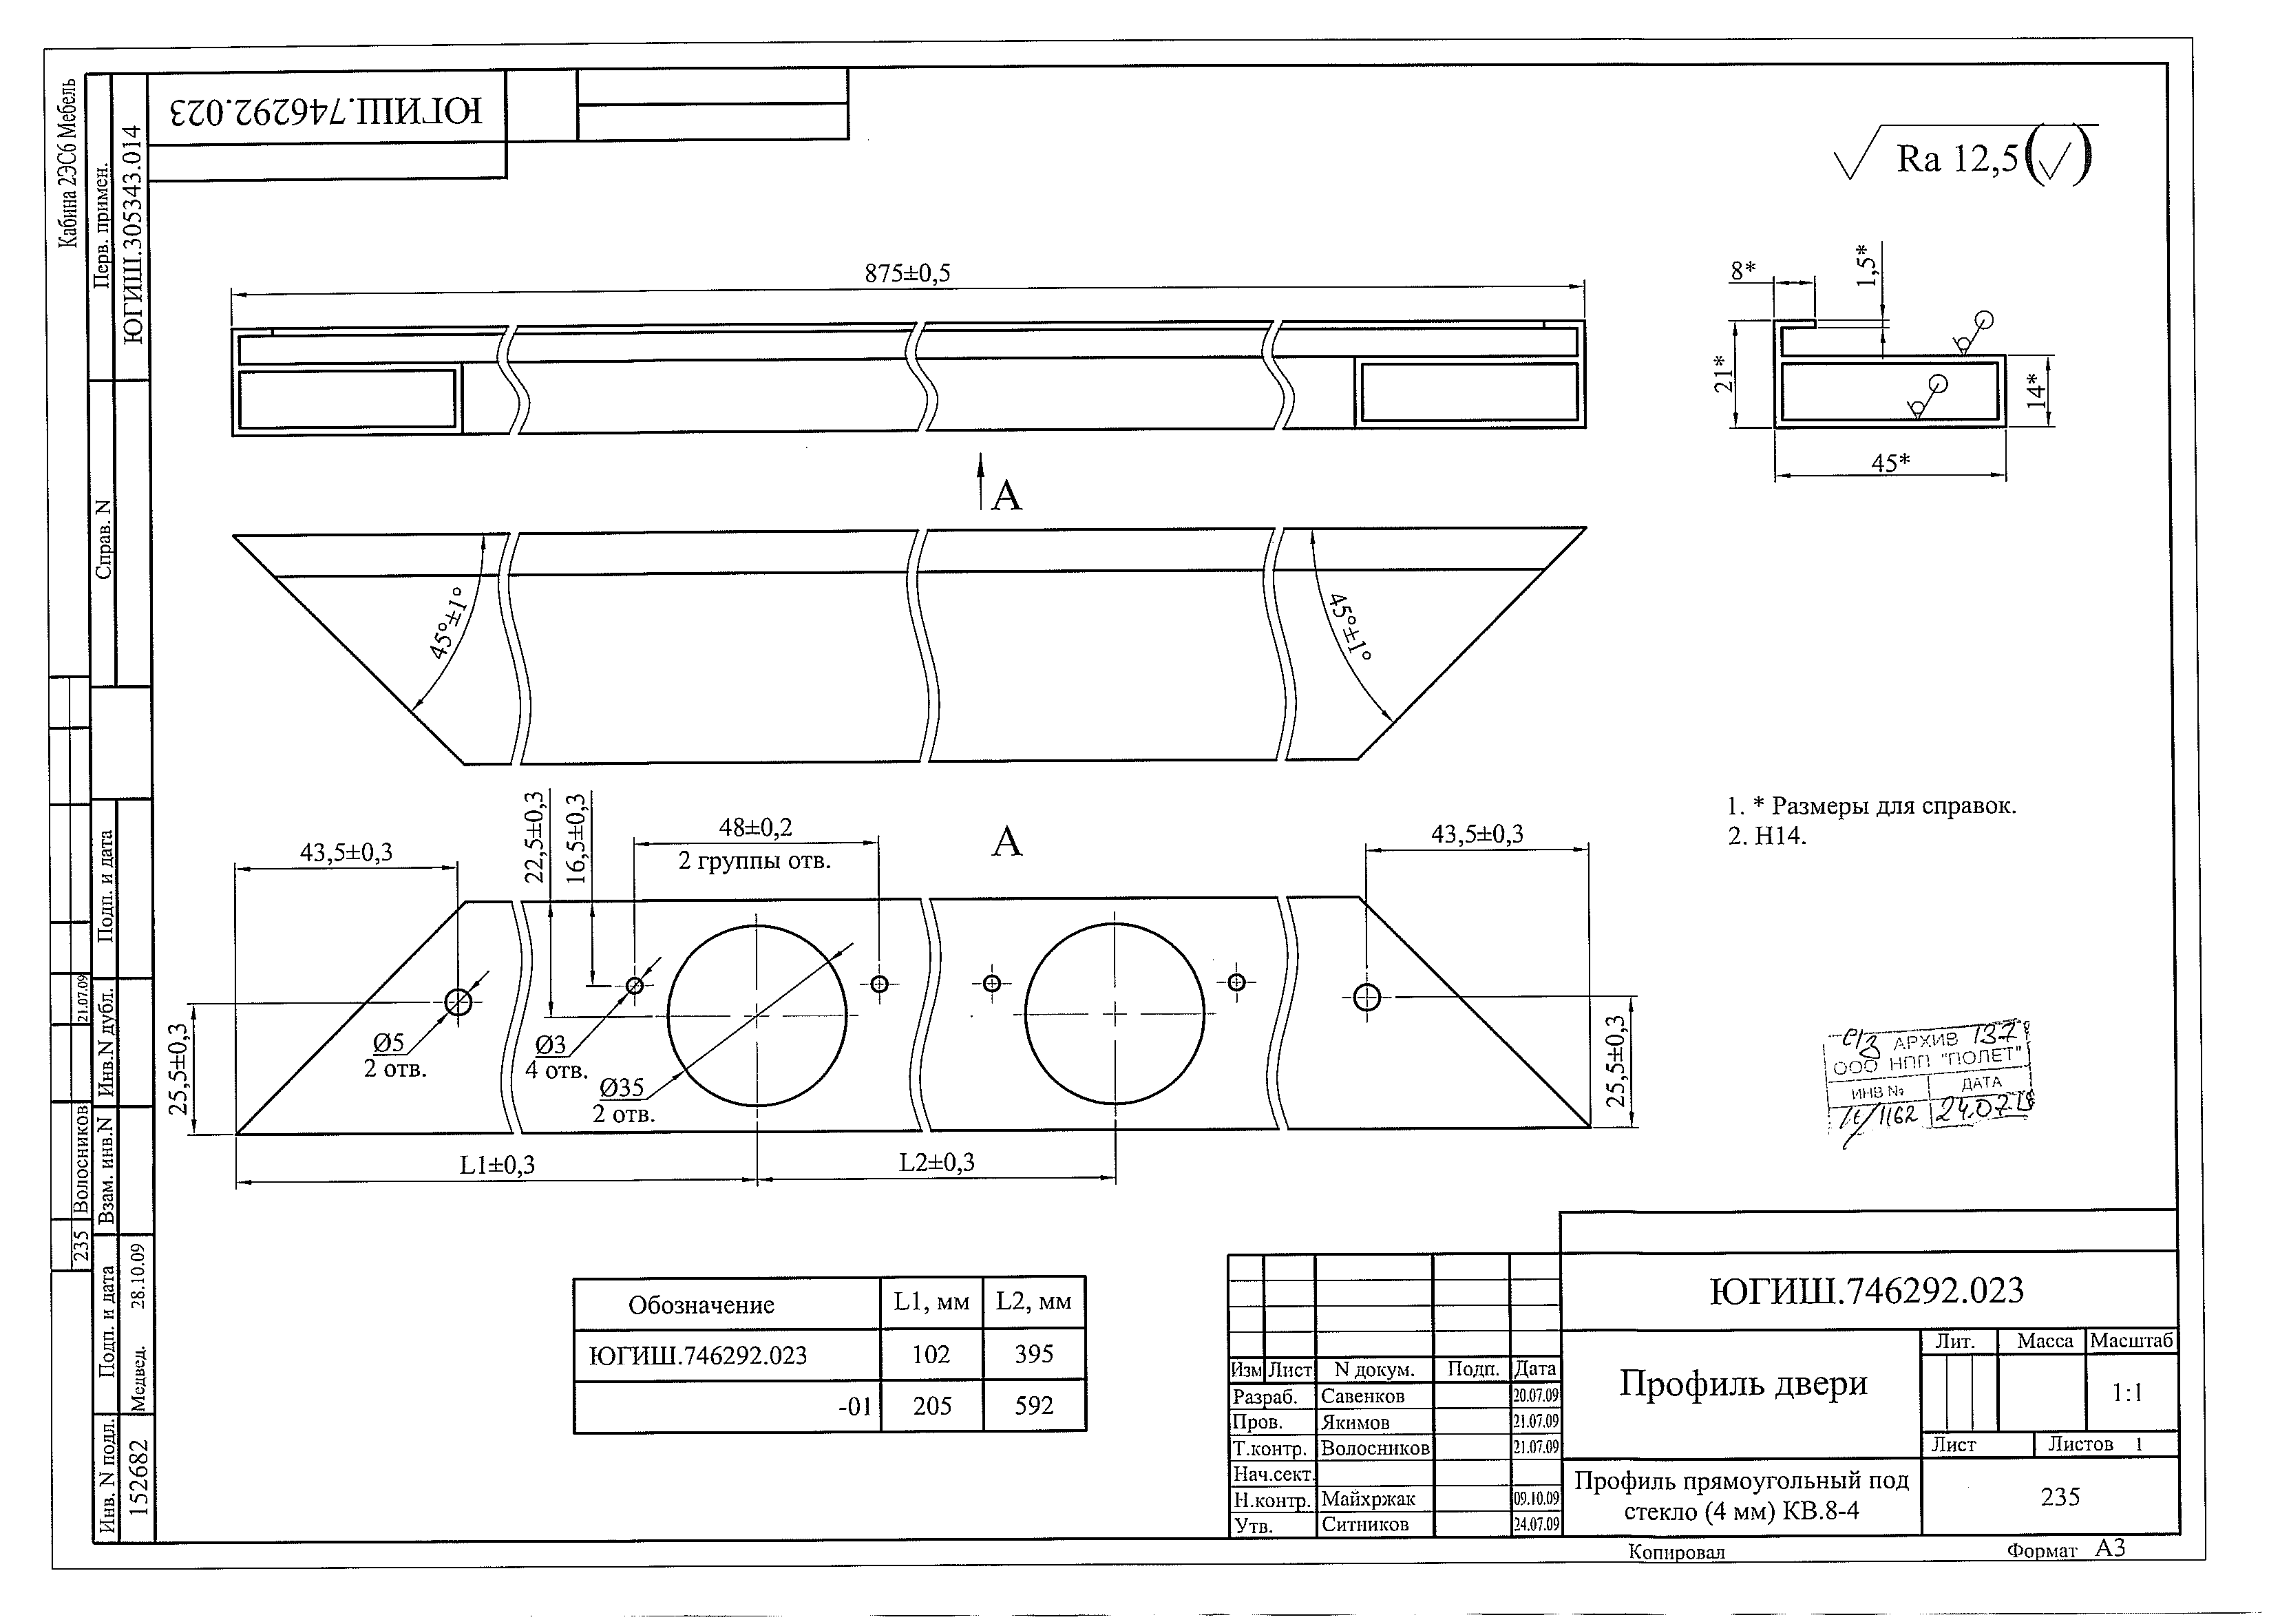 Кабина 2ЭС6 Мебель
Перв. примен.
ЮГИШ.305343.014
Справ. N
Подп. и дата
Инв.N дубл.
Взам. инв.N
Подп. и дата
Инв. N подл.
21.07.09
Волосников
235
28.10.09
Медвед.
152682
ЮГИШ.746292.023
√ Ra 12,5(√)
875±0,5
А
8*
1,5*
21*
14*
45*
45°±1°
45°±1°
1. * Размеры для справок.
2. H14.
А
43,5±0,3
22,5±0,3
16,5±0,3
48±0,2
2 группы отв.
43,5±0,3
25,5±0,3
Ø5
2 отв.
Ø3
4 отв.
Ø35
2 отв.
25,5±0,3
L1±0,3
L2±0,3
АРХИВ 137
ООО НПП "ПОЛЕТ"
ИНВ № ДАТА
1162 24.07
Обозначение L1, мм L2, мм
ЮГИШ.746292.023 102 395
-01 205 592
ЮГИШ.746292.023
Профиль двери
Лит. Масса Масштаб
1:1
Лист Листов 1
Изм Лист N докум. Подп. Дата
Разраб. Савенков 20.07.09
Пров. Якимов 21.07.09
Т.контр. Волосников 21.07.09
Нач.сект.
Н.контр. Майхржак 09.10.09
Утв. Ситников 24.07.09
Профиль прямоугольный под
стекло (4 мм) КВ.8-4
235
Копировал
Формат А3